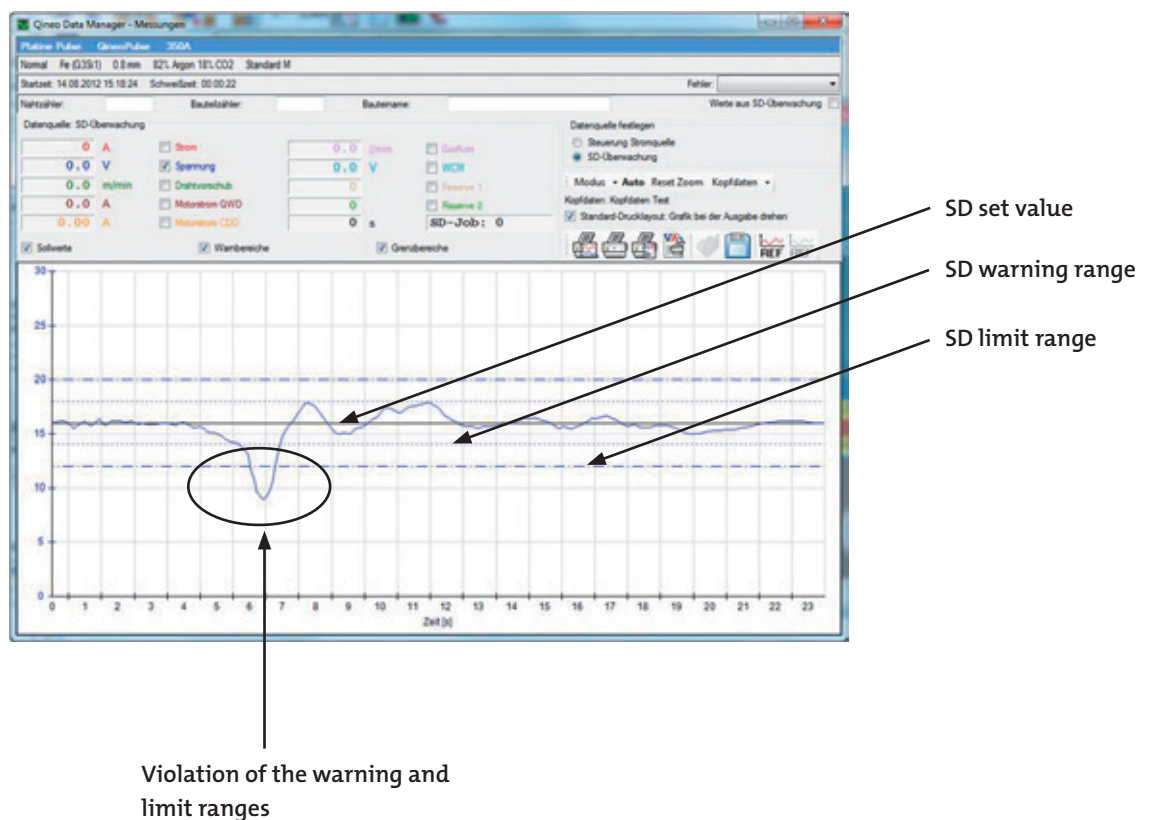 Qineo Data Manager - Messungen
Platine Pulse QineoPulse 350A
Normal Fe (G3Si1) 0.8 mm 82% Argon 18% CO2 Standard M
Startzeit: 14.08.2012 15:18:24 Schweißzeit: 00:00:22 Fehler:
Nahtzähler: Bauteilzähler: Bauteilname: Werte aus SD-Überwachung
Datenquelle: SD-Überwachung Datenquelle festlegen
0 A Strom 0.0 l/min Gasfluss Steuerung Stromquelle
0.0 V Spannung 0.0 V WCM SD-Überwachung
0.0 m/min Drahtvorschub 0 Reserve 1 Modus Auto Reset Zoom Kopfdaten
0.0 A Motorstrom QWD 0 Reserve 2 Kopfdaten: Kopfdaten Test
0.00 A Motorstrom CDG 0 s SD-Job: 0 Standard-Drucklayout: Grafik bei der Ausgabe drehen
Sollwerte Warnbereiche Grenzbereiche REF REF
SD set value
SD warning range
SD limit range
30
25
20
15
10
5
0
0 1 2 3 4 5 6 7 8 9 10 11 12 13 14 15 16 17 18 19 20 21 22 23
Zeit [s]
Violation of the warning and
limit ranges